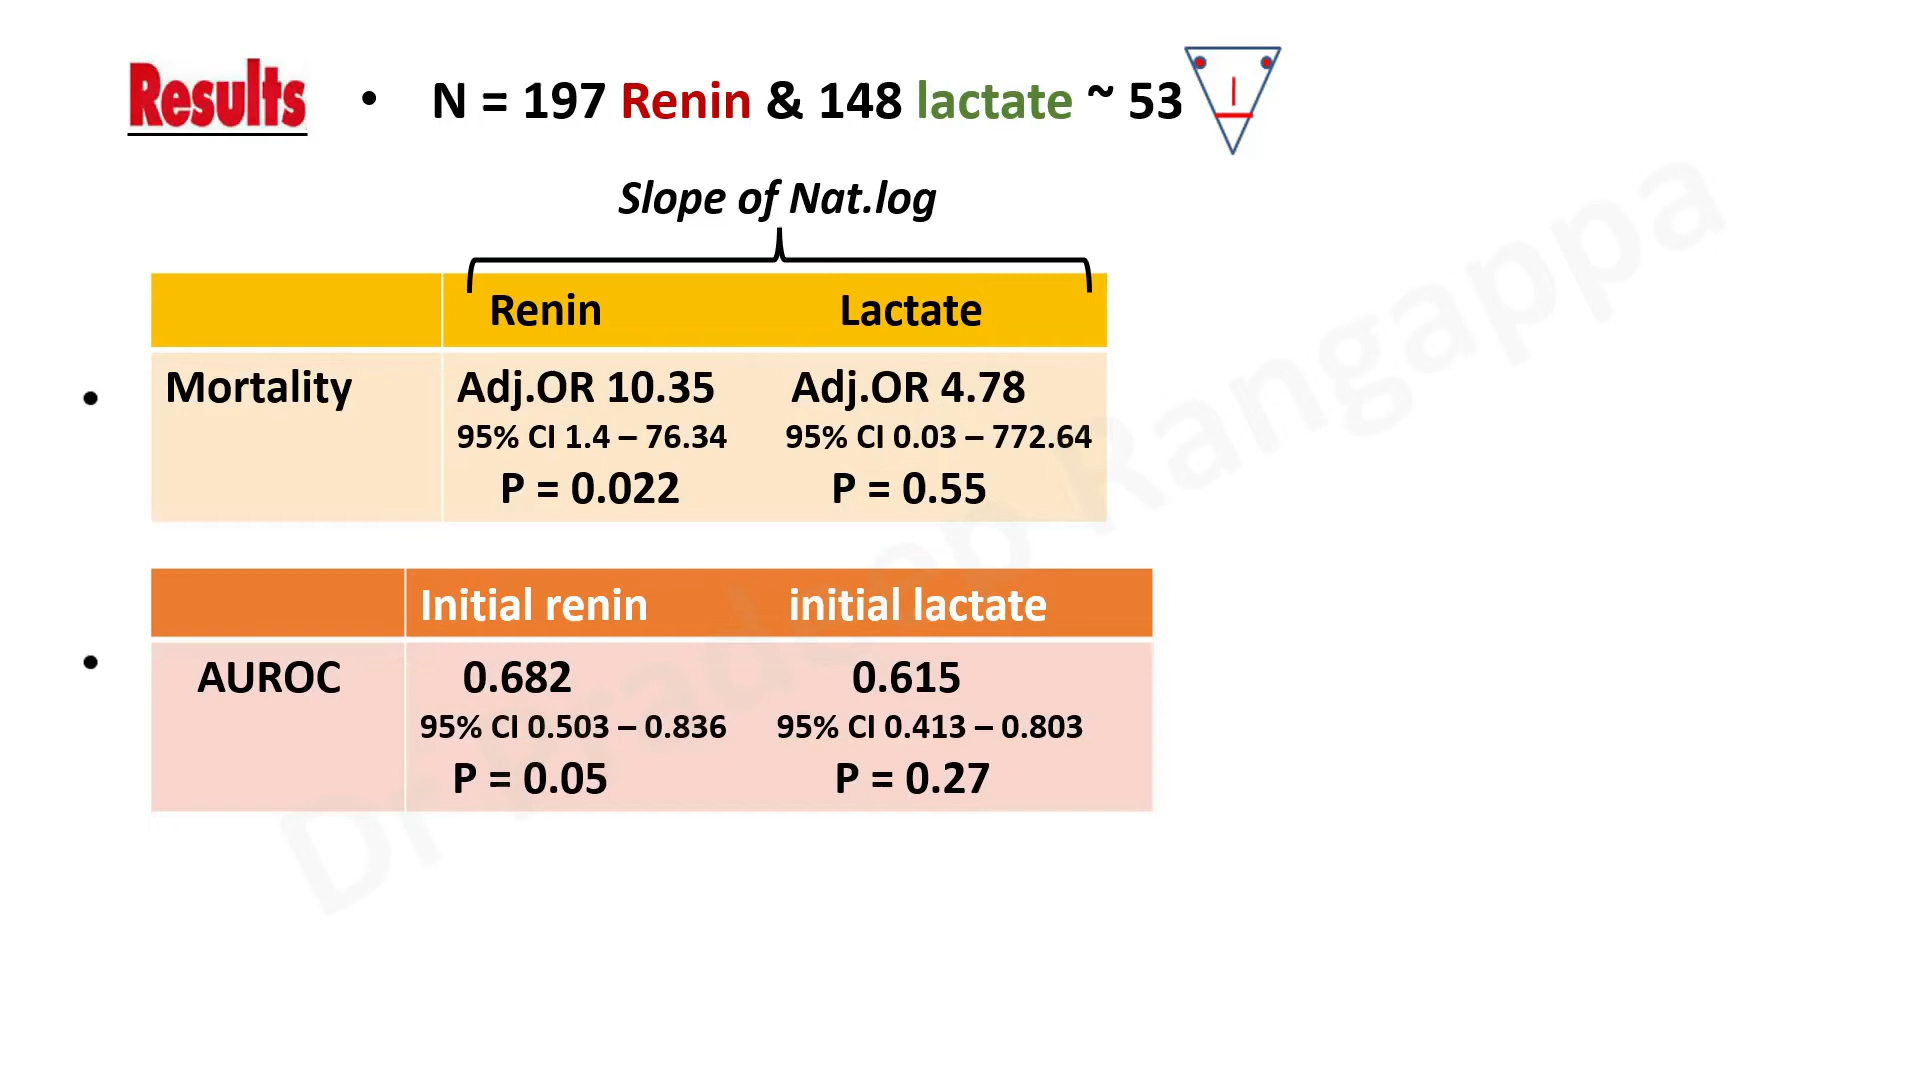 Results
• N = 197 Renin & 148 lactate ~ 53
Slope of Nat.log
Renin Lactate
• Mortality Adj.OR 10.35 Adj.OR 4.78
95% CI 1.4 – 76.34 95% CI 0.03 – 772.64
P = 0.022 P = 0.55
Initial renin initial lactate
• AUROC 0.682 0.615
95% CI 0.503 – 0.836 95% CI 0.413 – 0.803
P = 0.05 P = 0.27
Dr Pradeep Rangappa